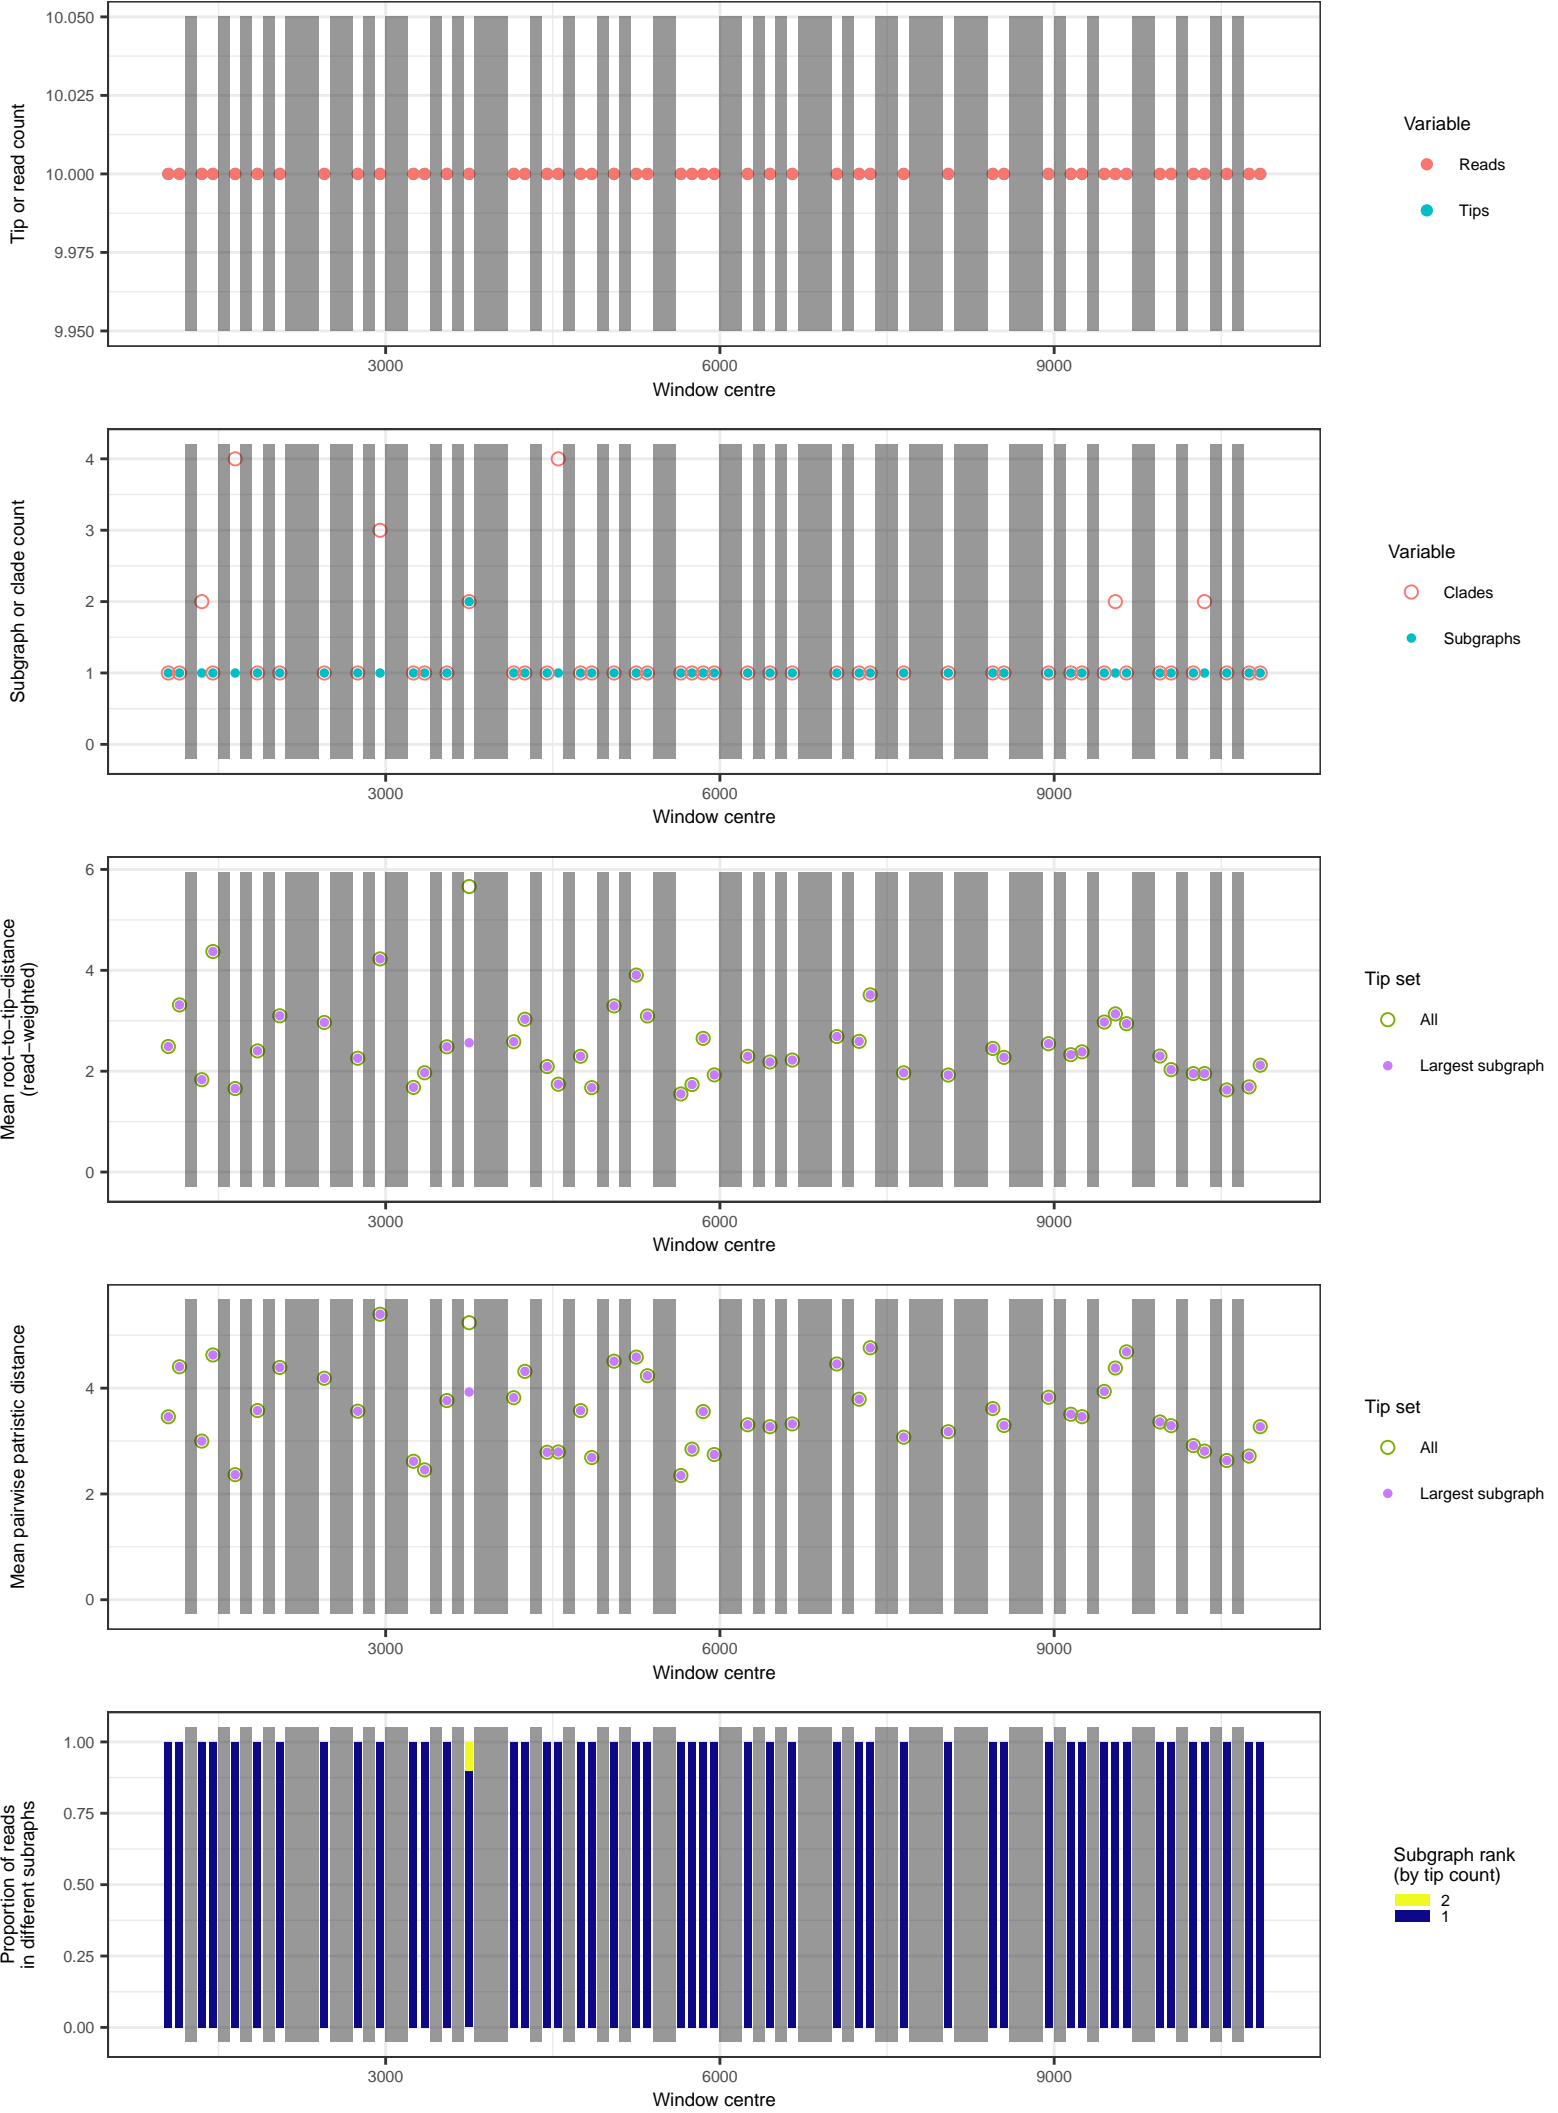 10.050
10.025
10.000
9.975
9.950
Tip or read count
3000
6000
9000
Window centre
Variable
Reads
Tips
4
3
2
1
0
Subgraph or clade count
3000
6000
9000
Window centre
Variable
Clades
Subgraphs
6
4
2
0
Mean root−to−tip−distance
(read−weighted)
3000
6000
9000
Window centre
Tip set
All
Largest subgraph
4
2
0
Mean pairwise patristic distance
3000
6000
9000
Window centre
Tip set
All
Largest subgraph
1.00
0.75
0.50
0.25
0.00
Proportion of reads
in different subraphs
3000
6000
9000
Window centre
Subgraph rank
(by tip count)
2
1